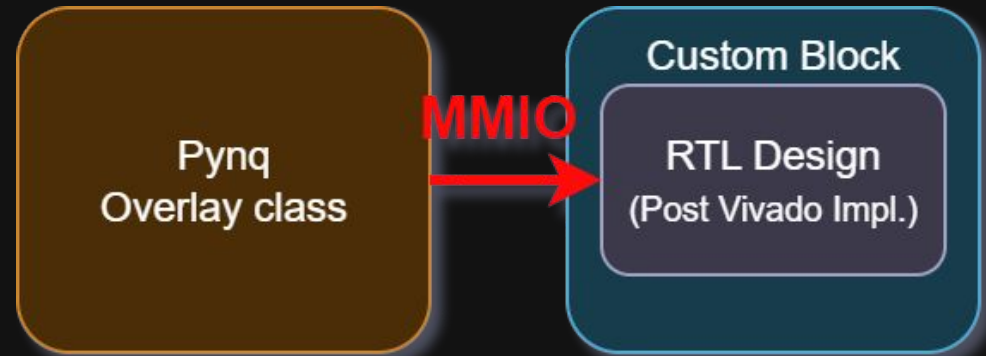 Pynq
Overlay class
MMIO
Custom Block
RTL Design
(Post Vivado Impl.)